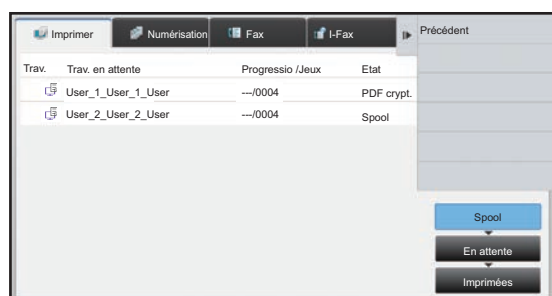 Imprimer Numérisation Fax I-Fax Précédent
Trav. Trav. en attente Progressio /Jeux Etat
User_1_User_1_User ---/0004 PDF crypt.
User_2_User_2_User ---/0004 Spool
Spool
En attente
Imprimées